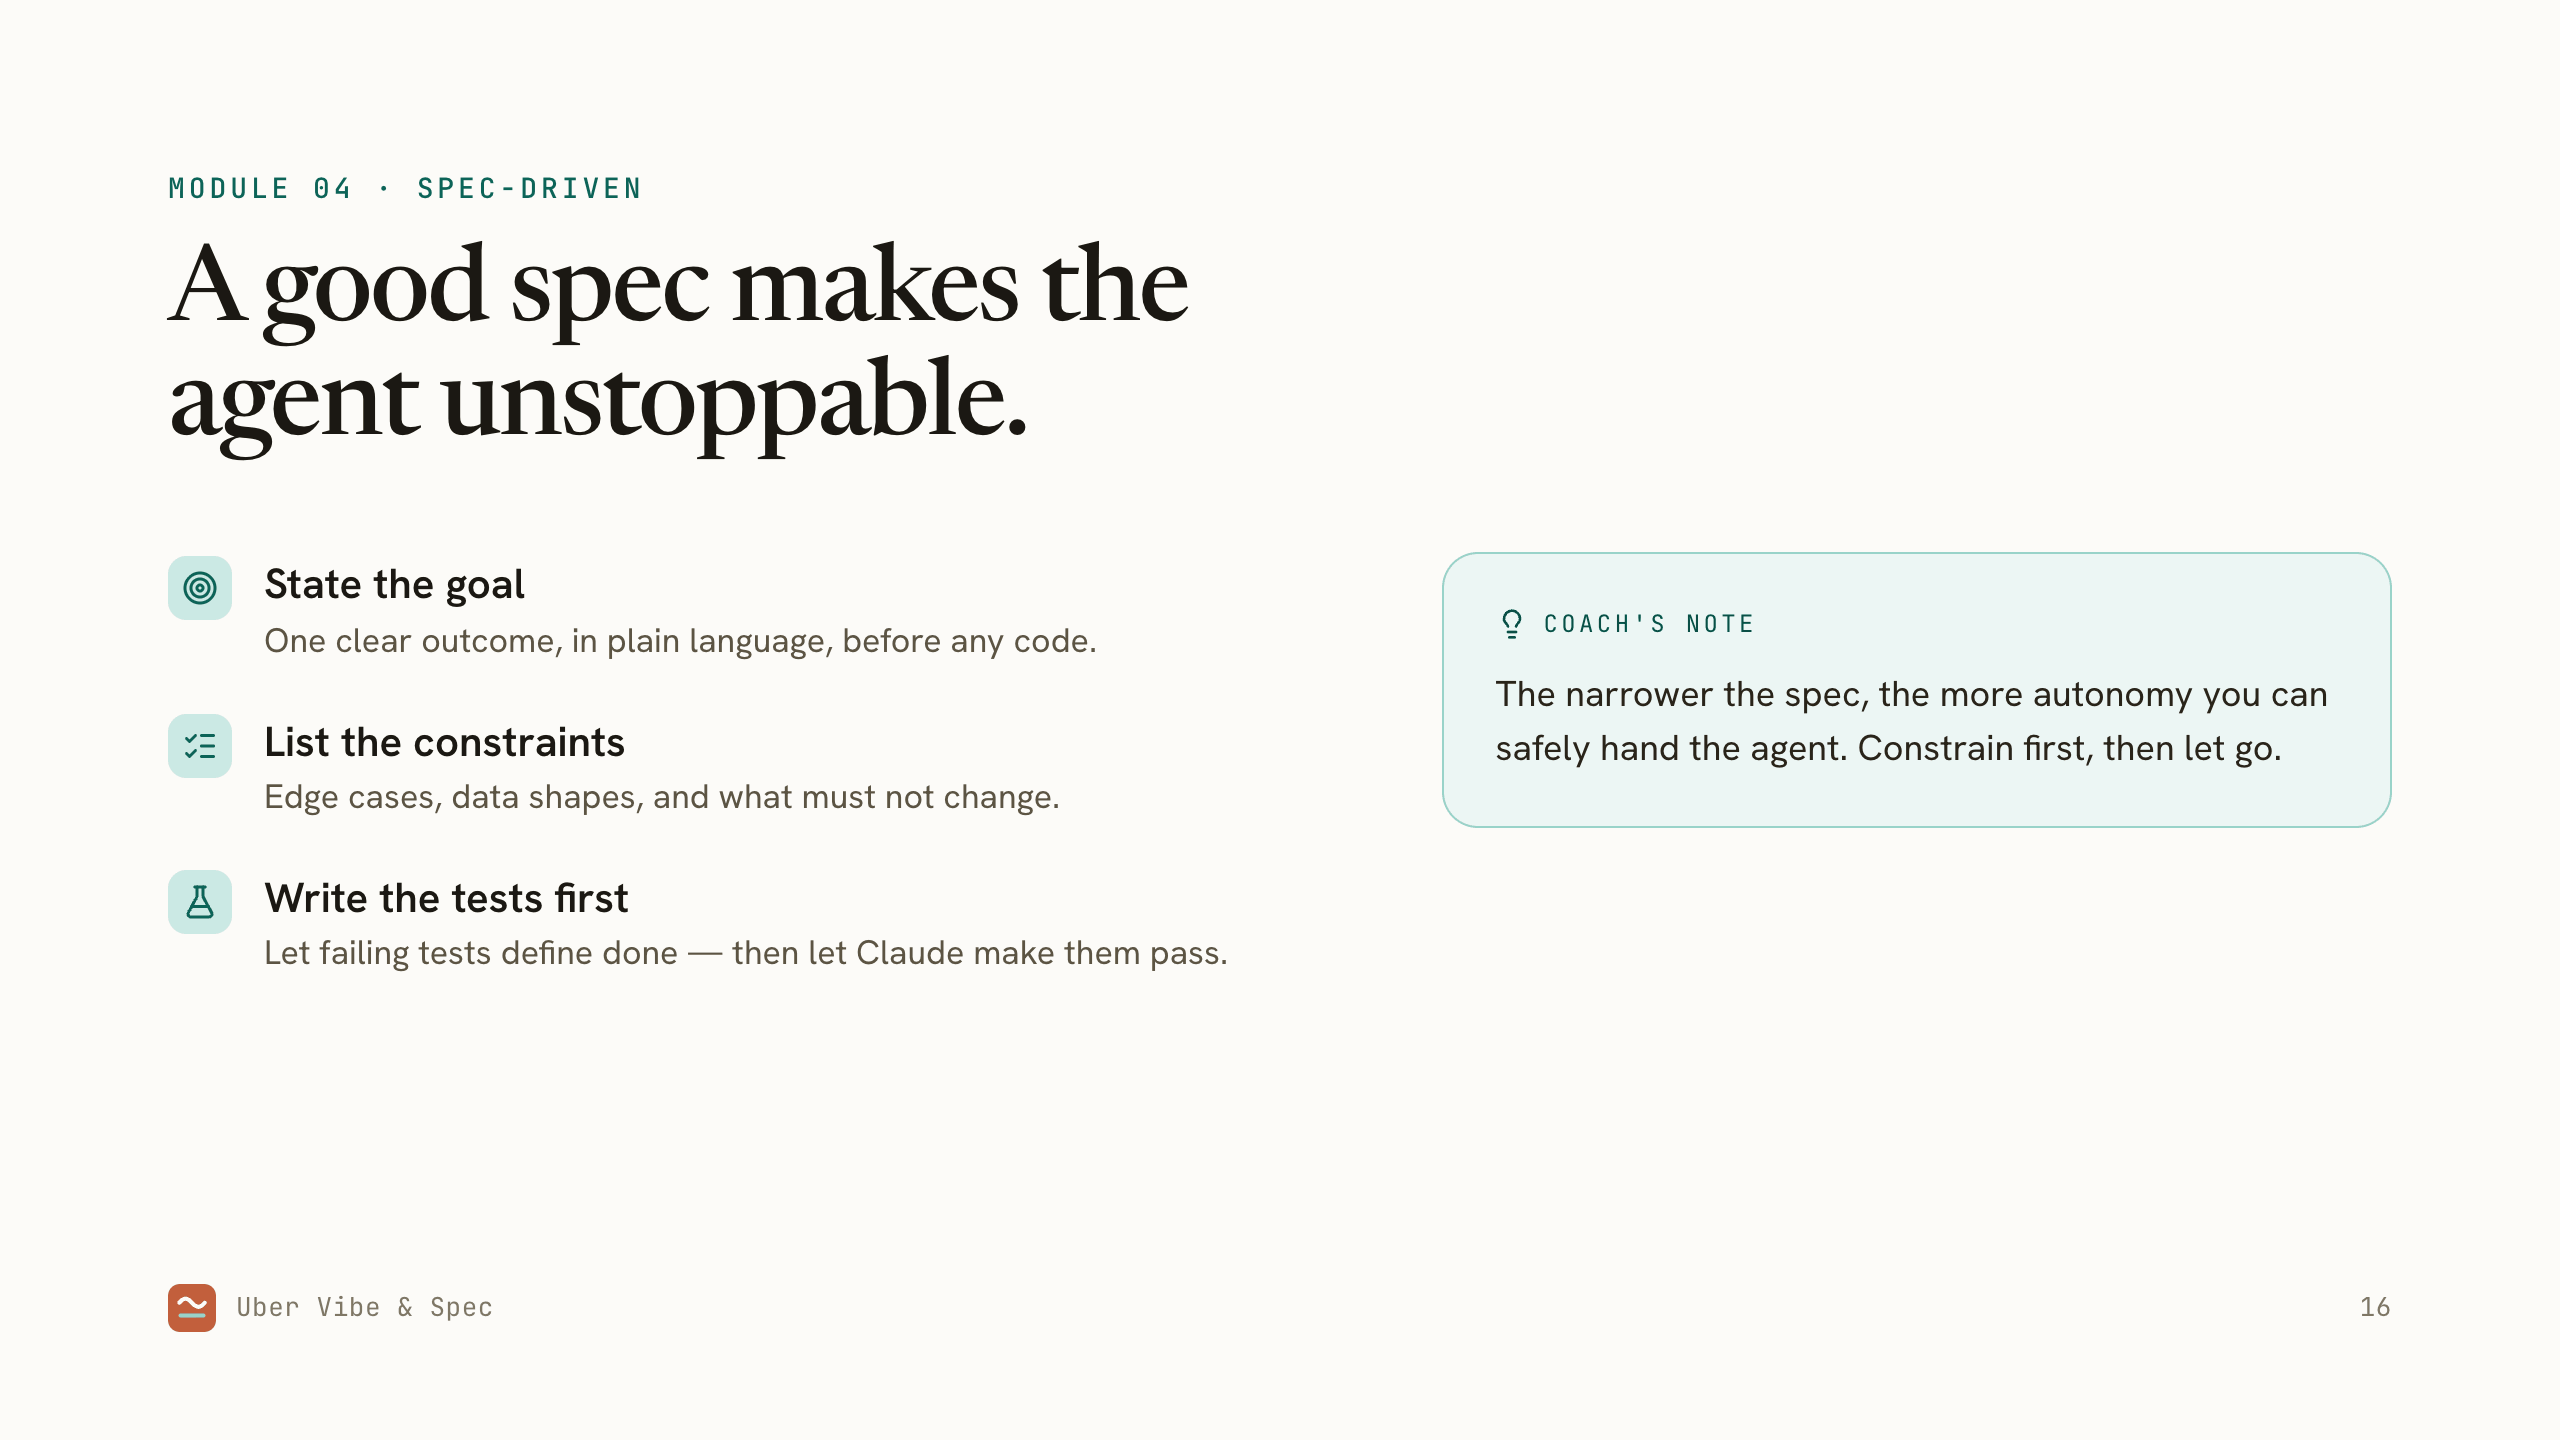 MODULE 04 · SPEC-DRIVEN
A good spec makes the
agent unstoppable.
State the goal
One clear outcome, in plain language, before any code.
List the constraints
Edge cases, data shapes, and what must not change.
Write the tests first
Let failing tests define done — then let Claude make them pass.
COACH'S NOTE
The narrower the spec, the more autonomy you can
safely hand the agent. Constrain first, then let go.
Uber Vibe & Spec
16